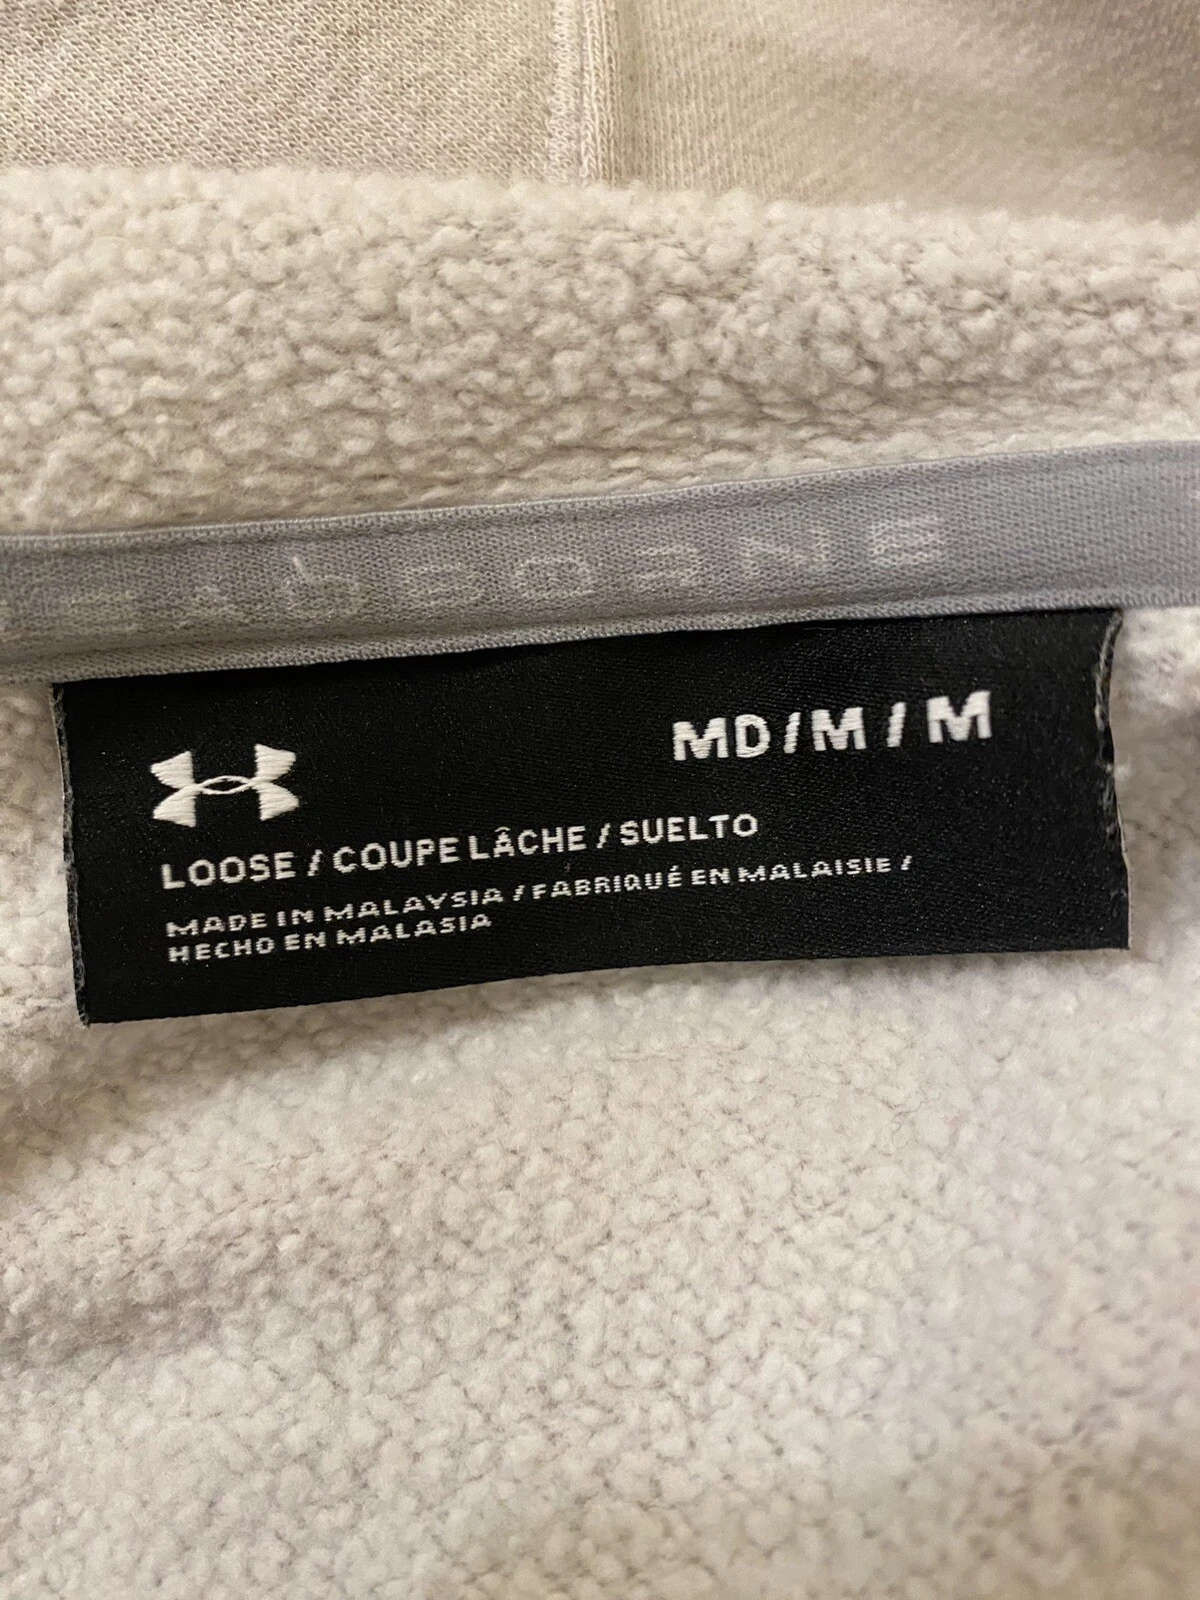 MD/M/M
LOOSE / COUPE LÂCHE / SUELTO
MADE IN MALAYSIA / FABRIQUÉ EN MALAISIE /
HECHO EN MALASIA